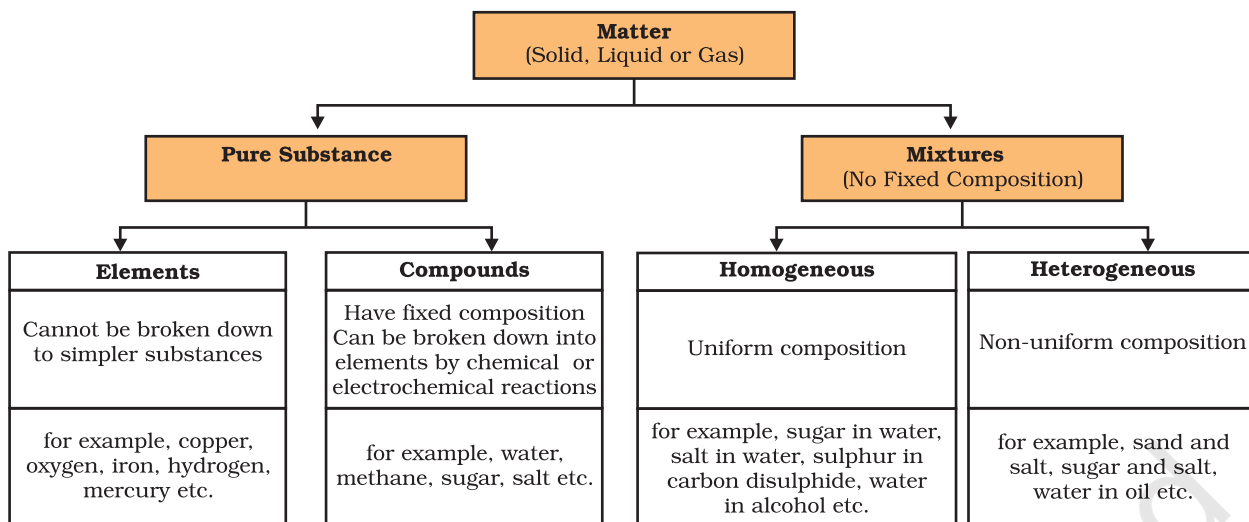 Matter
(Solid, Liquid or Gas)
Pure Substance
Mixtures
(No Fixed Composition)
Elements
Cannot be broken down
to simpler substances
for example, copper,
oxygen, iron, hydrogen,
mercury etc.
Compounds
Have fixed composition
Can be broken down into
elements by chemical or
electrochemical reactions
for example, water,
methane, sugar, salt etc.
Homogeneous
Uniform composition
for example, sugar in water,
salt in water, sulphur in
carbon disulphide, water
in alcohol etc.
Heterogeneous
Non-uniform composition
for example, sand and
salt, sugar and salt,
water in oil etc.